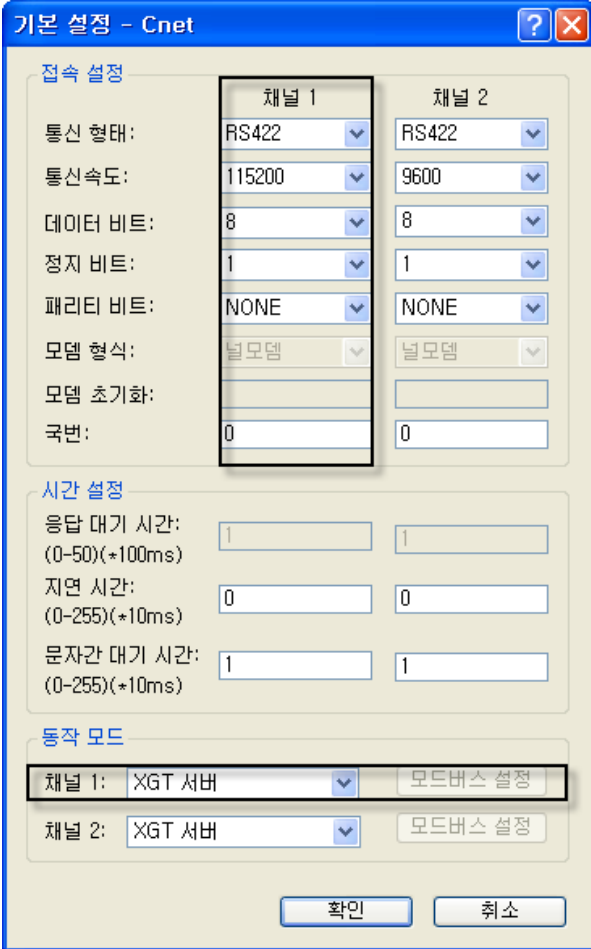 기본 설정 - Cnet
접속 설정
채널 1 채널 2
통신 형태: RS422 RS422
통신속도: 115200 9600
데이터 비트: 8 8
정지 비트: 1 1
패리티 비트: NONE NONE
모뎀 형식: 널모뎀 널모뎀
모뎀 초기화:
국번: 0 0
시간 설정
응답 대기 시간: 1 1
(0-50)(*100ms)
지연 시간: 0 0
(0-255)(*10ms)
문자간 대기 시간: 1 1
(0-255)(*10ms)
동작 모드
채널 1: XGT 서버 모드버스 설정
채널 2: XGT 서버 모드버스 설정
확인 취소